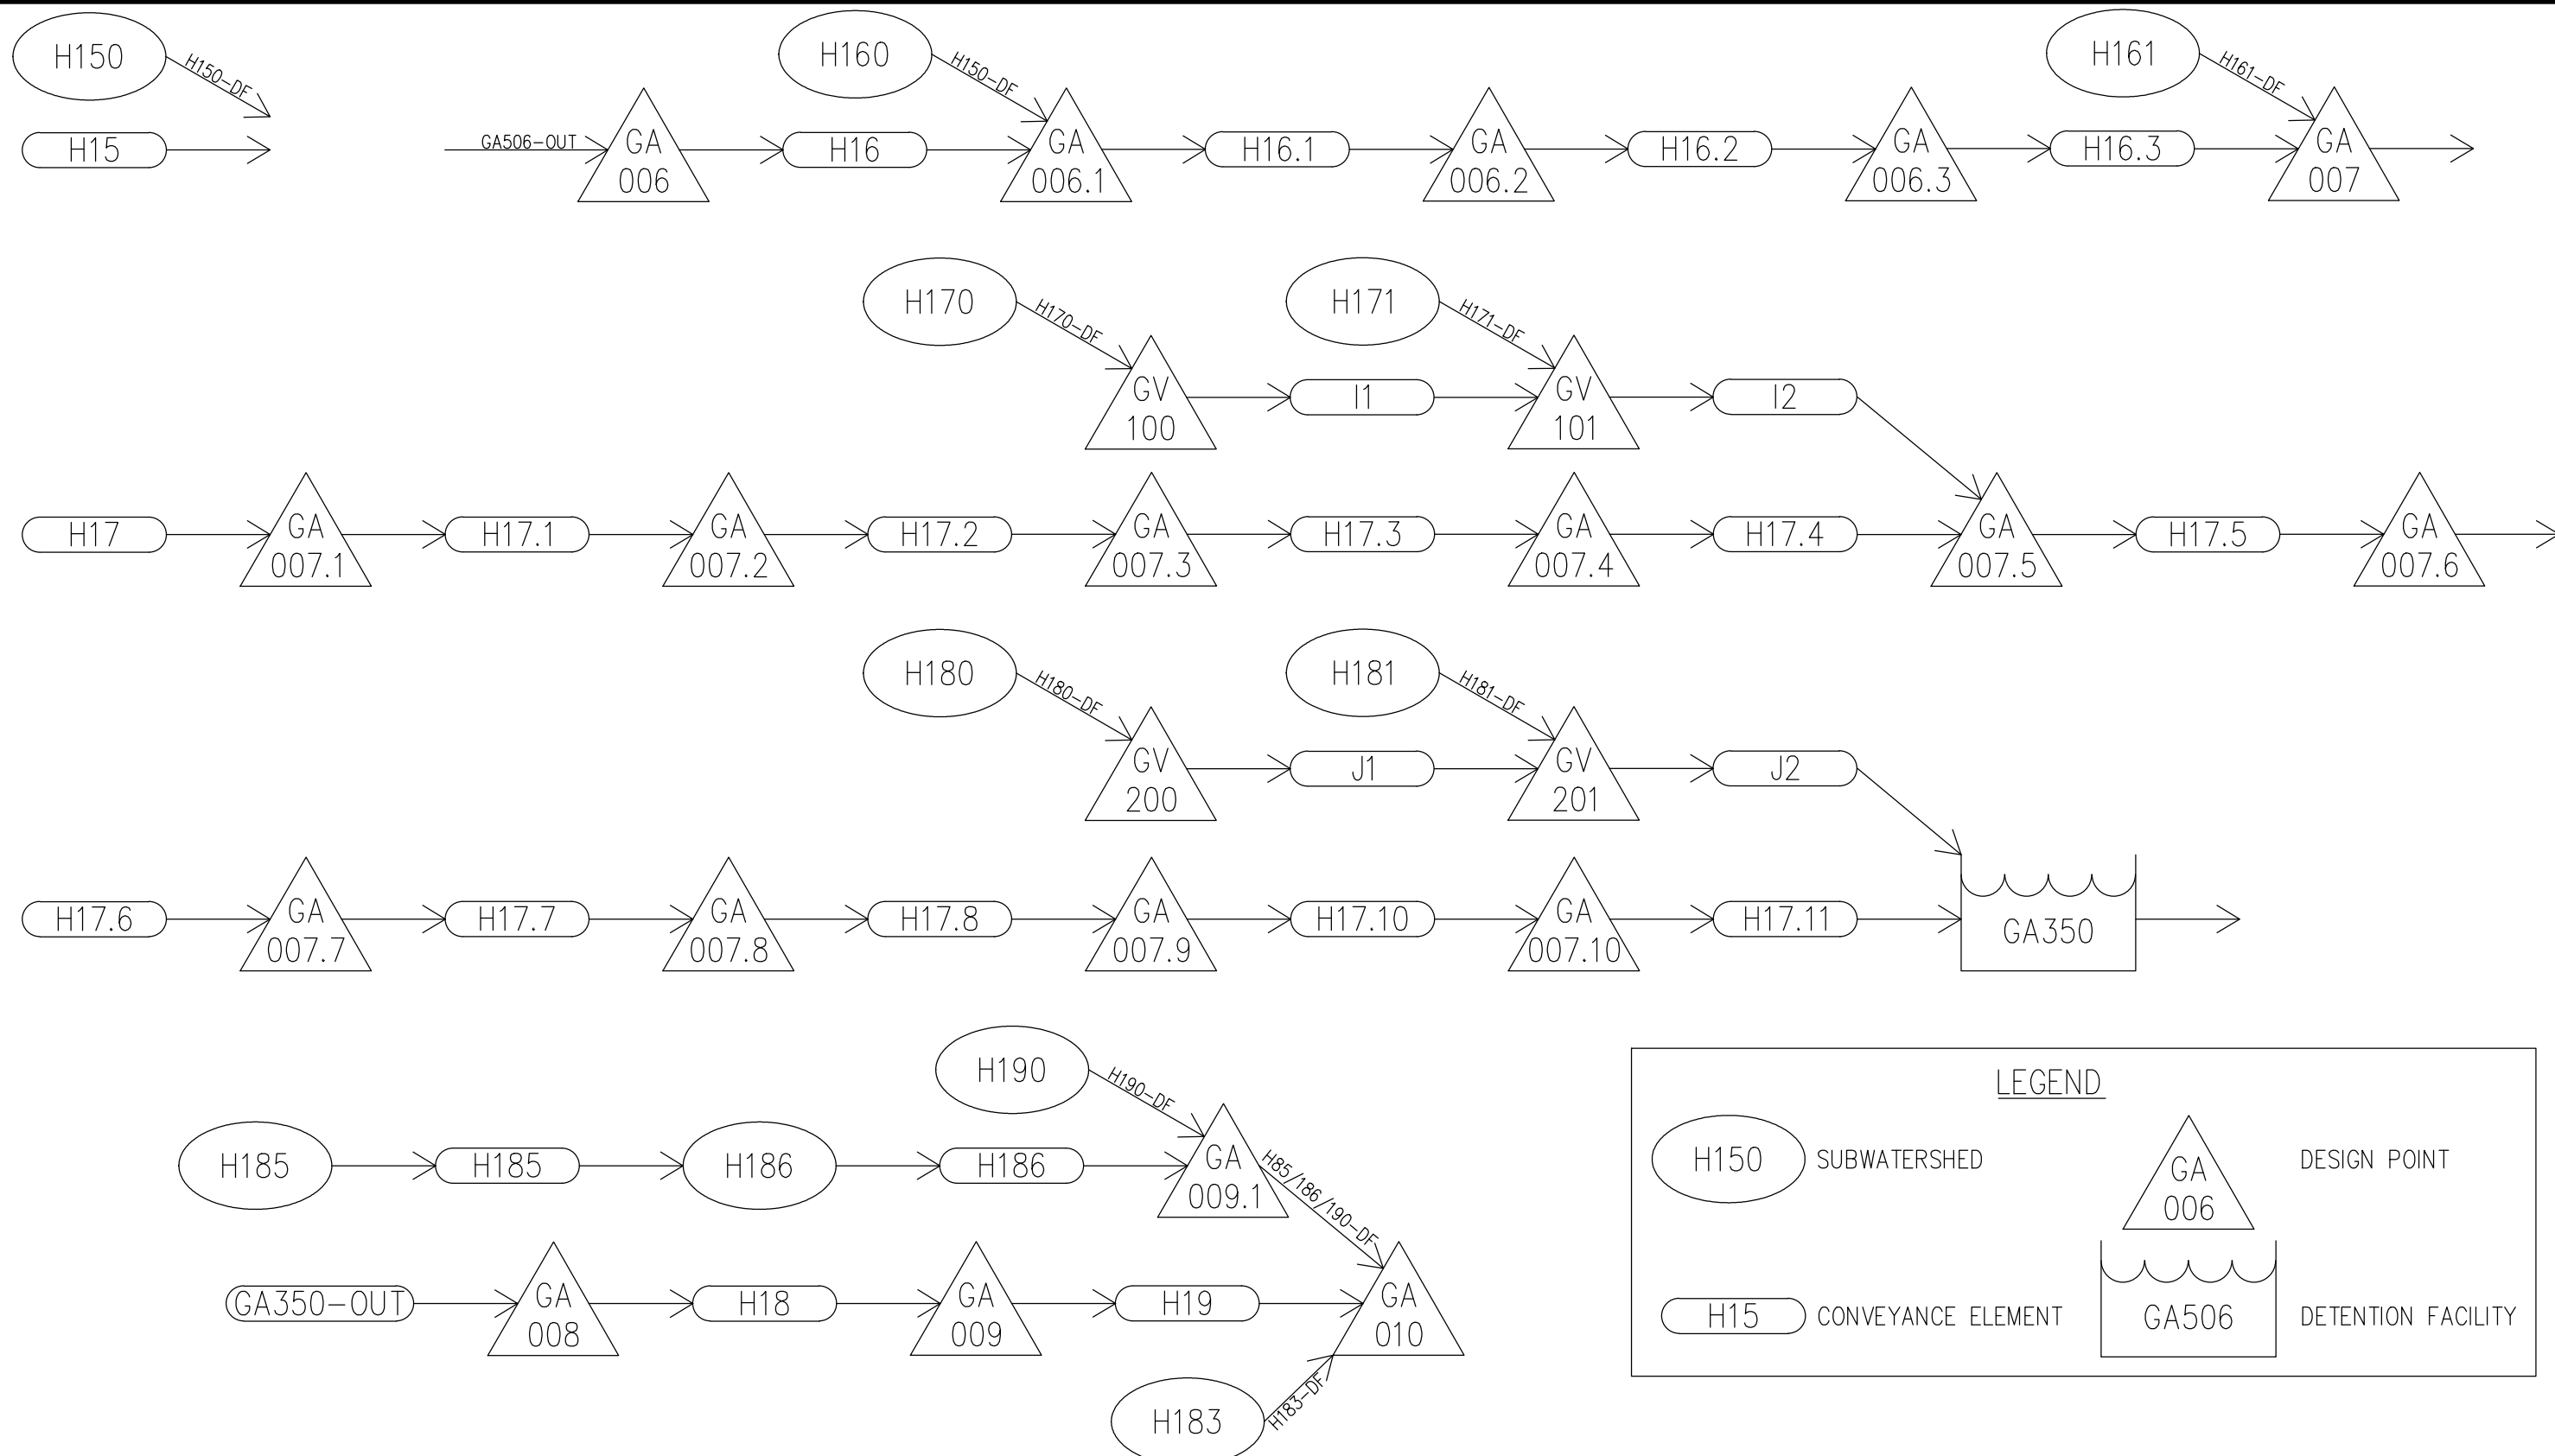 H150
H150-DF
H15
GA506-OUT
GA
006
H16
H160
H150-DF
GA
006.1
H16.1
GA
006.2
H16.2
GA
006.3
H16.3
H161
H161-DF
GA
007
H170
H170-DF
GV
100
I1
H171
H171-DF
GV
101
I2
H17
GA
007.1
H17.1
GA
007.2
H17.2
GA
007.3
H17.3
GA
007.4
H17.4
GA
007.5
H17.5
GA
007.6
H180
H180-DF
GV
200
J1
H181
H181-DF
GV
201
J2
H17.6
GA
007.7
H17.7
GA
007.8
H17.8
GA
007.9
H17.10
GA
007.10
H17.11
GA350
H190
H190-DF
H185
H185
H186
H186
GA
009.1
H85/186/190-DF
GA350-OUT
GA
008
H18
GA
009
H19
GA
010
H183
H183-DF
LEGEND
H150
SUBWATERSHED
GA
006
DESIGN POINT
H15
CONVEYANCE ELEMENT
GA506
DETENTION FACILITY